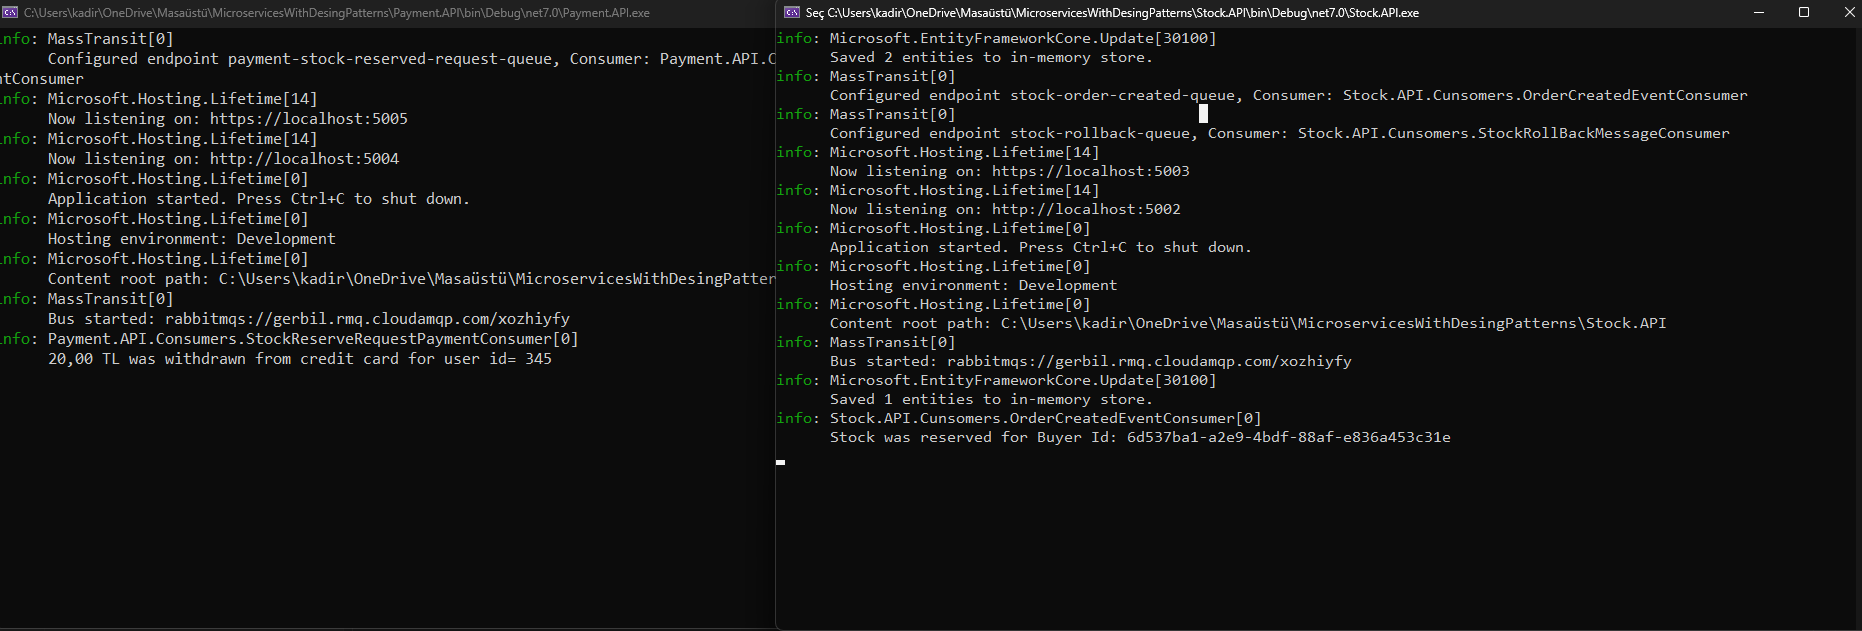 C:\Users\kadir\OneDrive\Masaüstü\MicroservicesWithDesingPatterns\Payment.API\bin\Debug\net7.0\Payment.API.exe
info: MassTransit[0]
Configured endpoint payment-stock-reserved-request-queue, Consumer: Payment.API.C
ntConsumer
info: Microsoft.Hosting.Lifetime[14]
Now listening on: https://localhost:5005
info: Microsoft.Hosting.Lifetime[14]
Now listening on: http://localhost:5004
info: Microsoft.Hosting.Lifetime[0]
Application started. Press Ctrl+C to shut down.
info: Microsoft.Hosting.Lifetime[0]
Hosting environment: Development
info: Microsoft.Hosting.Lifetime[0]
Content root path: C:\Users\kadir\OneDrive\Masaüstü\MicroservicesWithDesingPatter
info: MassTransit[0]
Bus started: rabbitmqs://gerbil.rmq.cloudamqp.com/xozhiyfy
info: Payment.API.Consumers.StockReserveRequestPaymentConsumer[0]
20,00 TL was withdrawn from credit card for user id= 345
Seç C:\Users\kadir\OneDrive\Masaüstü\MicroservicesWithDesingPatterns\Stock.API\bin\Debug\net7.0\Stock.API.exe
info: Microsoft.EntityFrameworkCore.Update[30100]
Saved 2 entities to in-memory store.
info: MassTransit[0]
Configured endpoint stock-order-created-queue, Consumer: Stock.API.Cunsomers.OrderCreatedEventConsumer
info: MassTransit[0]
Configured endpoint stock-rollback-queue, Consumer: Stock.API.Cunsomers.StockRollBackMessageConsumer
info: Microsoft.Hosting.Lifetime[14]
Now listening on: https://localhost:5003
info: Microsoft.Hosting.Lifetime[14]
Now listening on: http://localhost:5002
info: Microsoft.Hosting.Lifetime[0]
Application started. Press Ctrl+C to shut down.
info: Microsoft.Hosting.Lifetime[0]
Hosting environment: Development
info: Microsoft.Hosting.Lifetime[0]
Content root path: C:\Users\kadir\OneDrive\Masaüstü\MicroservicesWithDesingPatterns\Stock.API
info: MassTransit[0]
Bus started: rabbitmqs://gerbil.rmq.cloudamqp.com/xozhiyfy
info: Microsoft.EntityFrameworkCore.Update[30100]
Saved 1 entities to in-memory store.
info: Stock.API.Cunsomers.OrderCreatedEventConsumer[0]
Stock was reserved for Buyer Id: 6d537ba1-a2e9-4bdf-88af-e836a453c31e